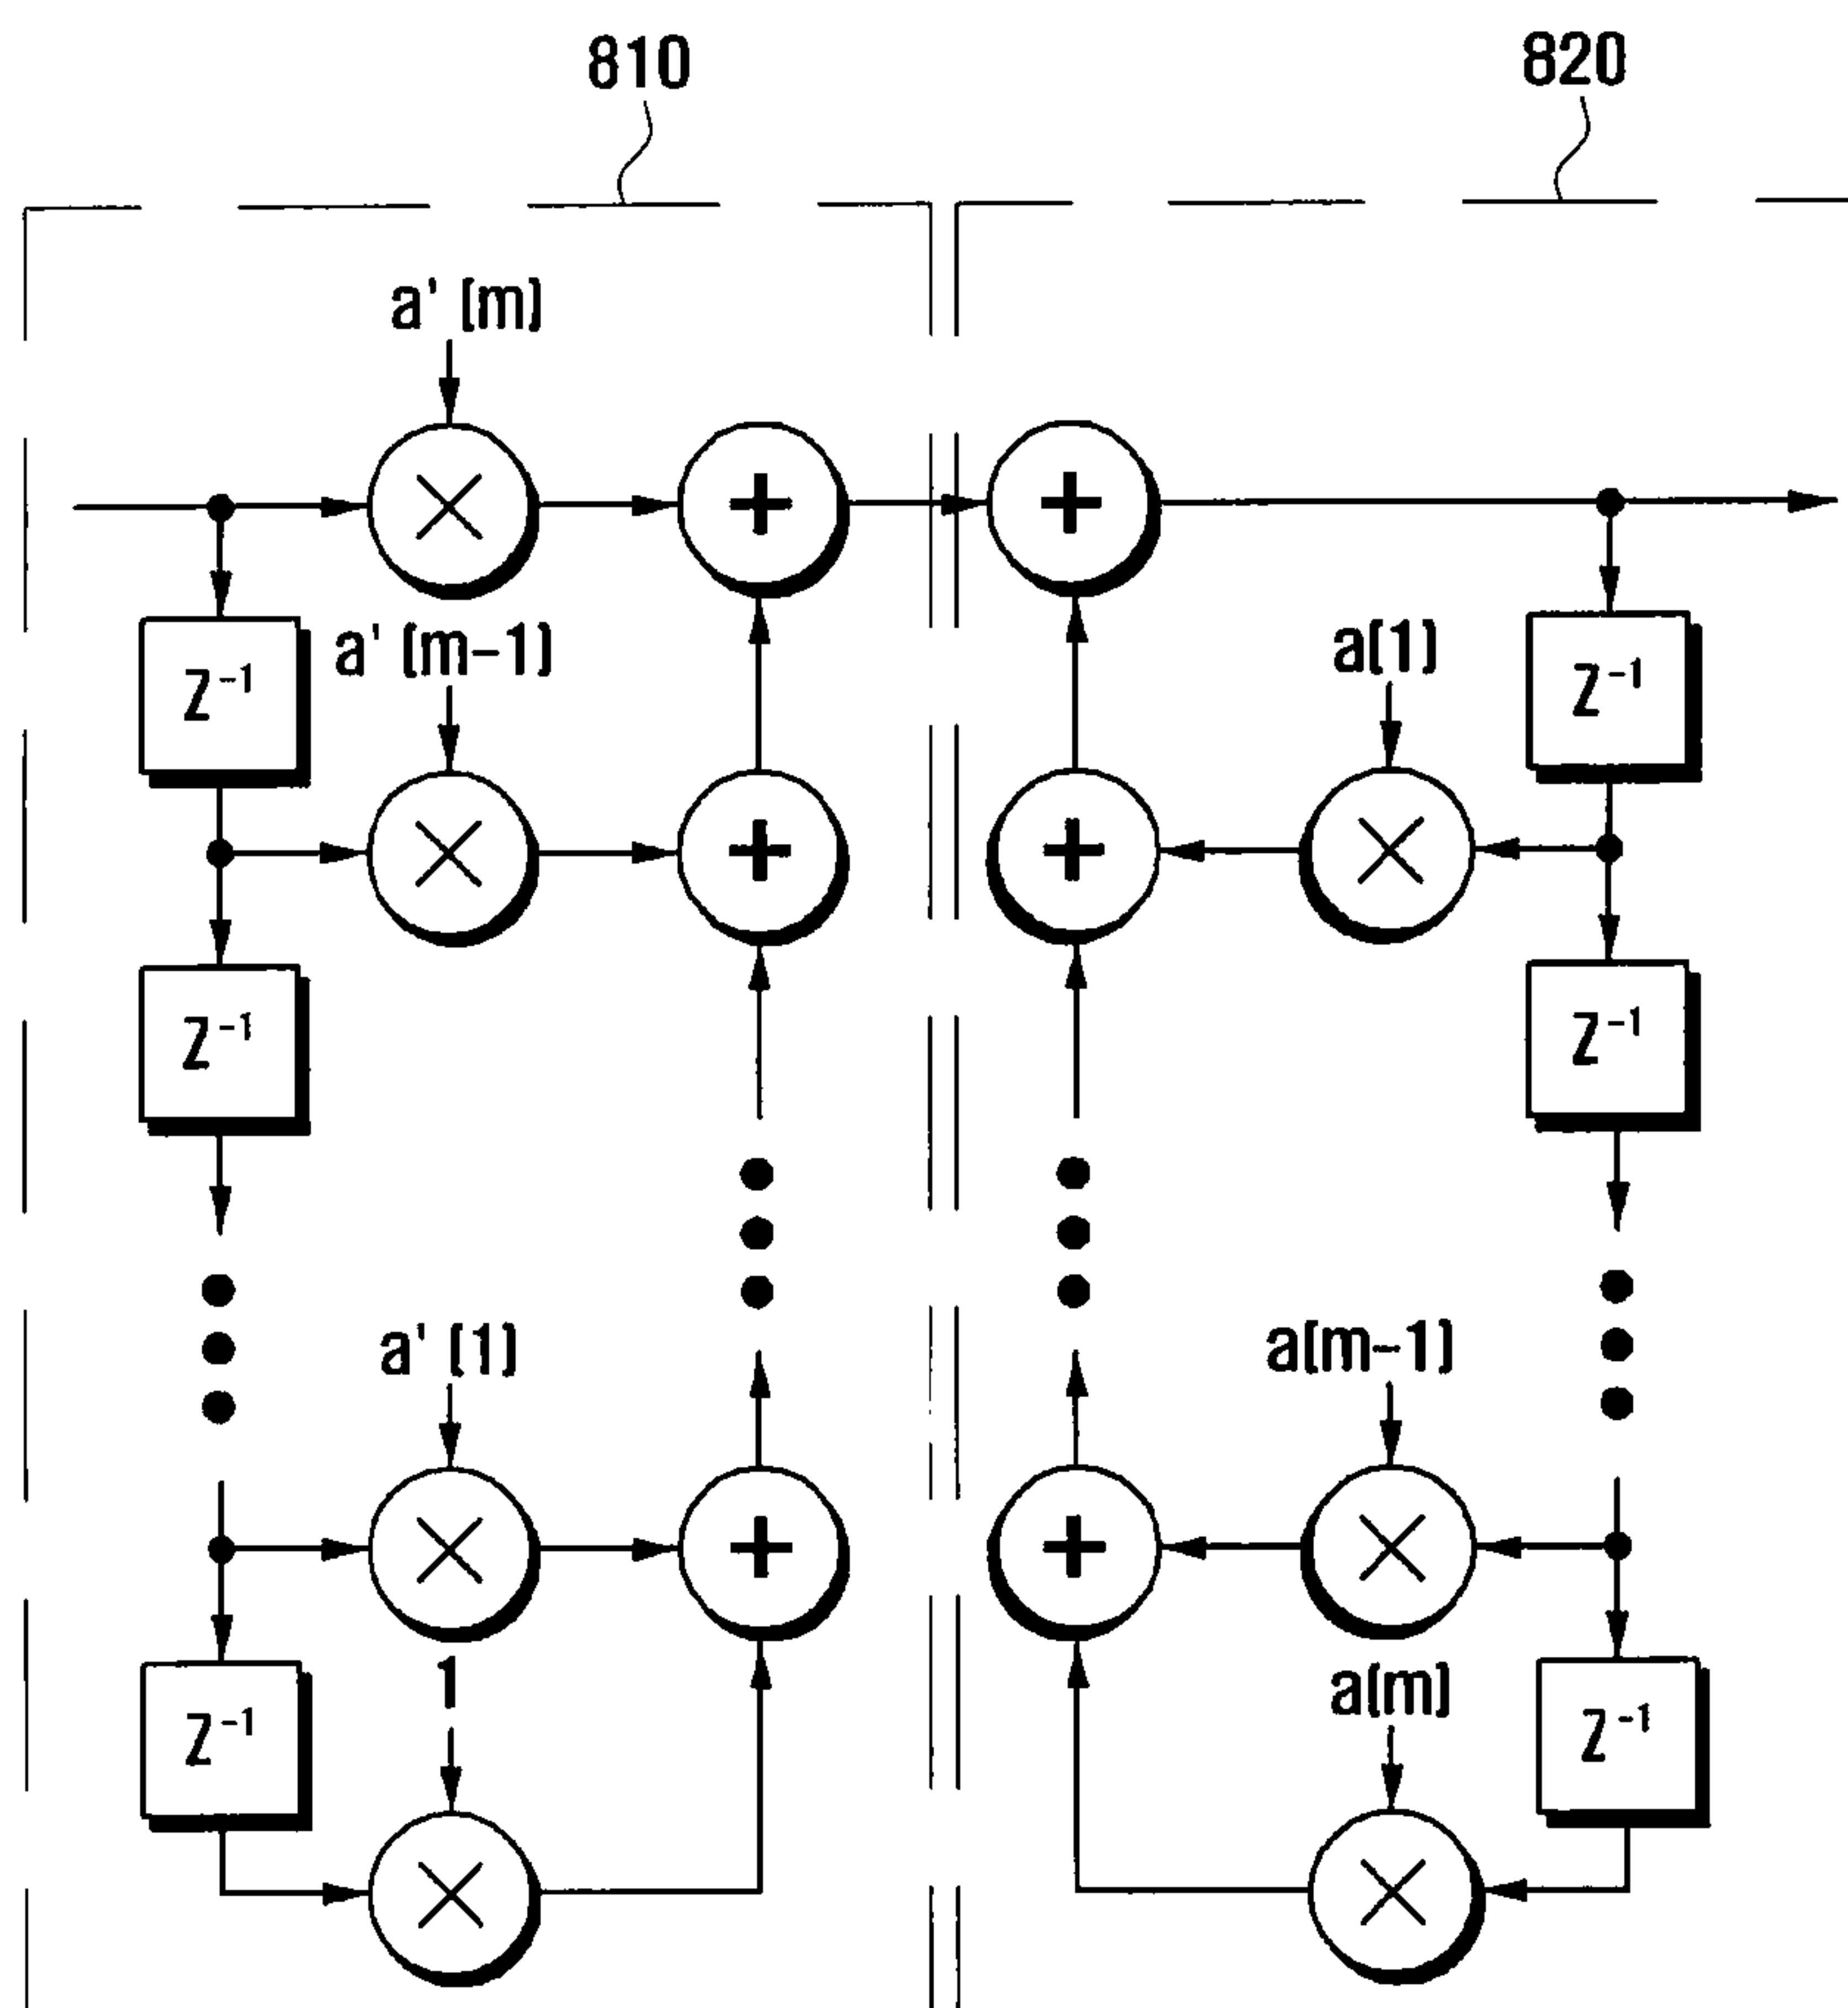 810
820
a' (m)
Z⁻¹
a' (m-1)
a(1)
Z⁻¹
Z⁻¹
Z⁻¹
a' (1)
a(m-1)
Z⁻¹
1
a(m)
Z⁻¹